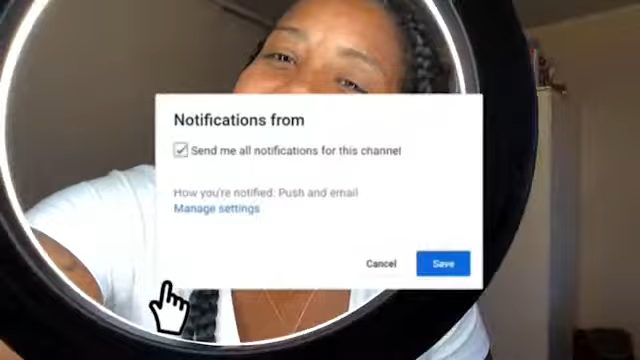 Notifications from
Send me all notifications for this channel
How you're notified: Push and email
Manage settings
Cancel
Save